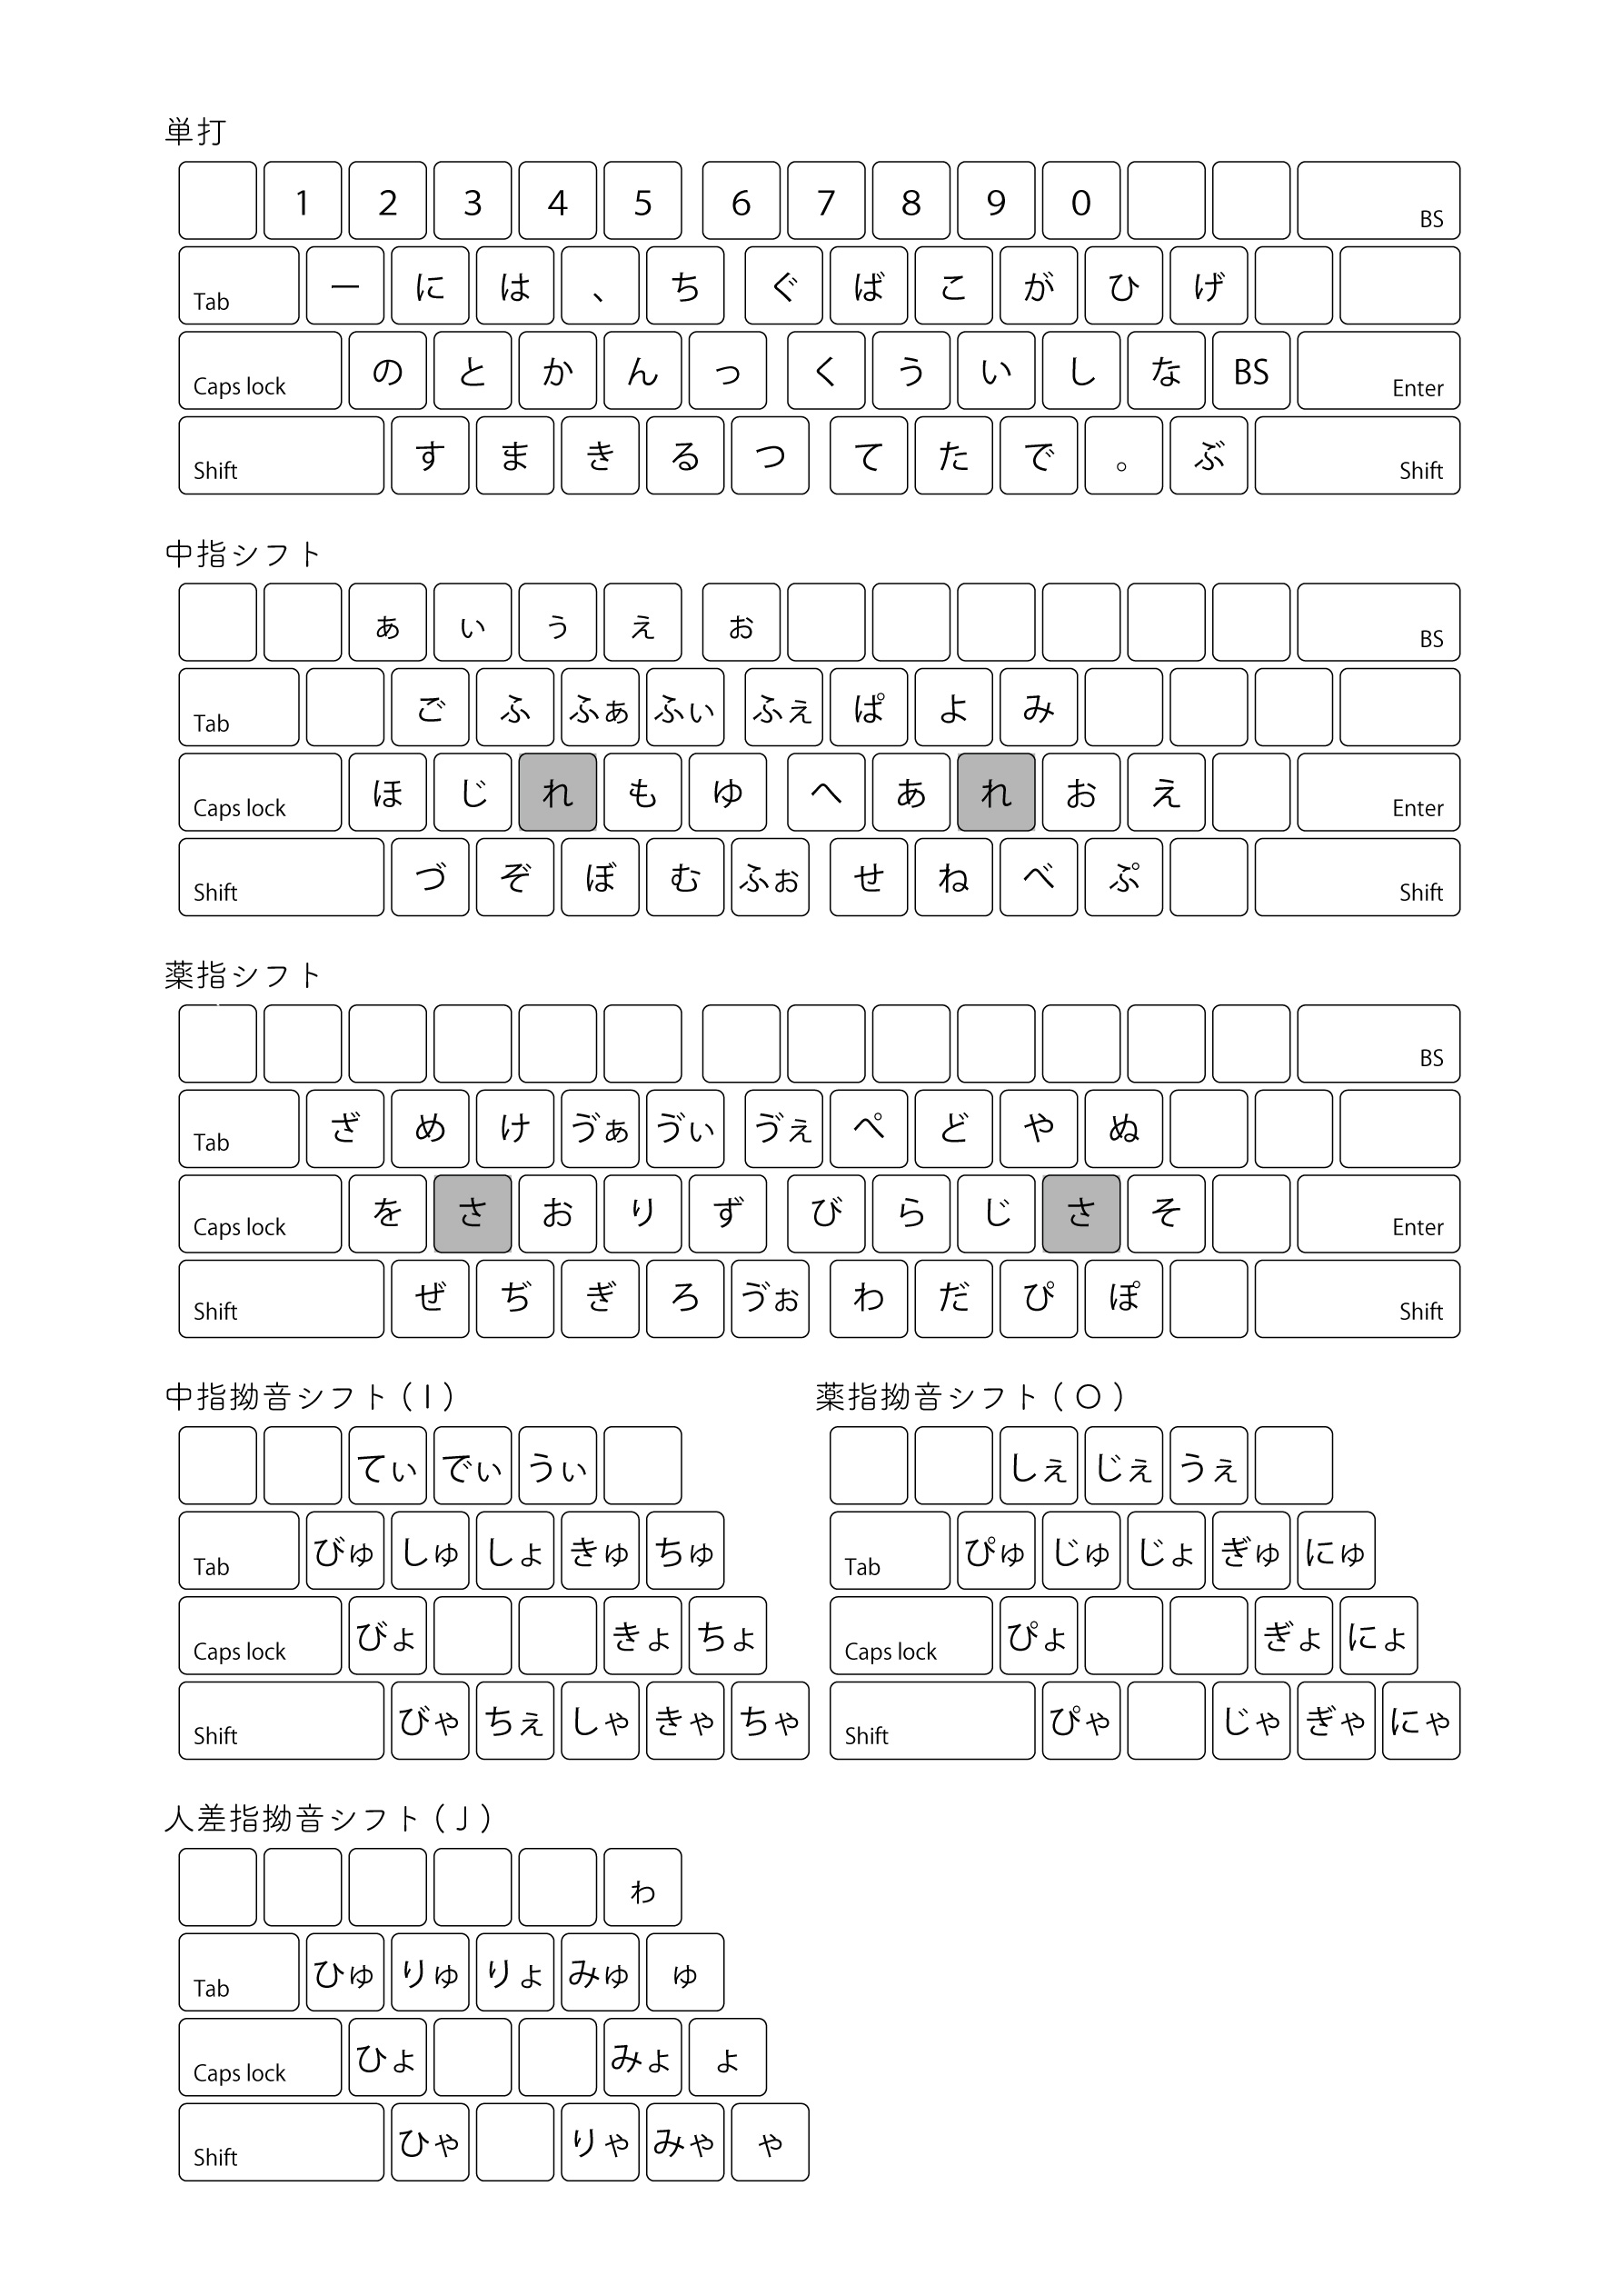 単打
1 2 3 4 5 6 7 8 9 0 BS
Tab ー に は 、 ち ぐ ば こ が ひ げ
Caps lock の と か ん っ く う い し な BS Enter
Shift す ま き る つ て た で 。 ぶ Shift
中指シフト
ぁ ぃ ぅ ぇ ぉ BS
Tab ご ふ ふぁ ふぃ ふぇ ぱ よ み
Caps lock ほ じ れ も ゆ へ あ れ お え Enter
Shift づ ぞ ぼ む ふぉ せ ね べ ぷ Shift
薬指シフト
BS
Tab ざ め け ゔぁ ゔぃ ゔぇ ぺ ど や ぬ
Caps lock を さ お り ず び ら じ さ そ Enter
Shift ぜ ぢ ぎ ろ ゔぉ わ だ ぴ ぽ Shift
中指拗音シフト(I)
てぃ でぃ うぃ
Tab びゅ しゅ しょ きゅ ちゅ
Caps lock びょ きょ ちょ
Shift びゃ ちぇ しゃ きゃ ちゃ
薬指拗音シフト(O)
しぇ じぇ うぇ
Tab ぴゅ じゅ じょ ぎゅ にゅ
Caps lock ぴょ ぎょ にょ
Shift ぴゃ じゃ ぎゃ にゃ
人差指拗音シフト(J)
ゎ
Tab ひゅ りゅ りょ みゅ ゅ
Caps lock ひょ みょ ょ
Shift ひゃ りゃ みゃ ゃ